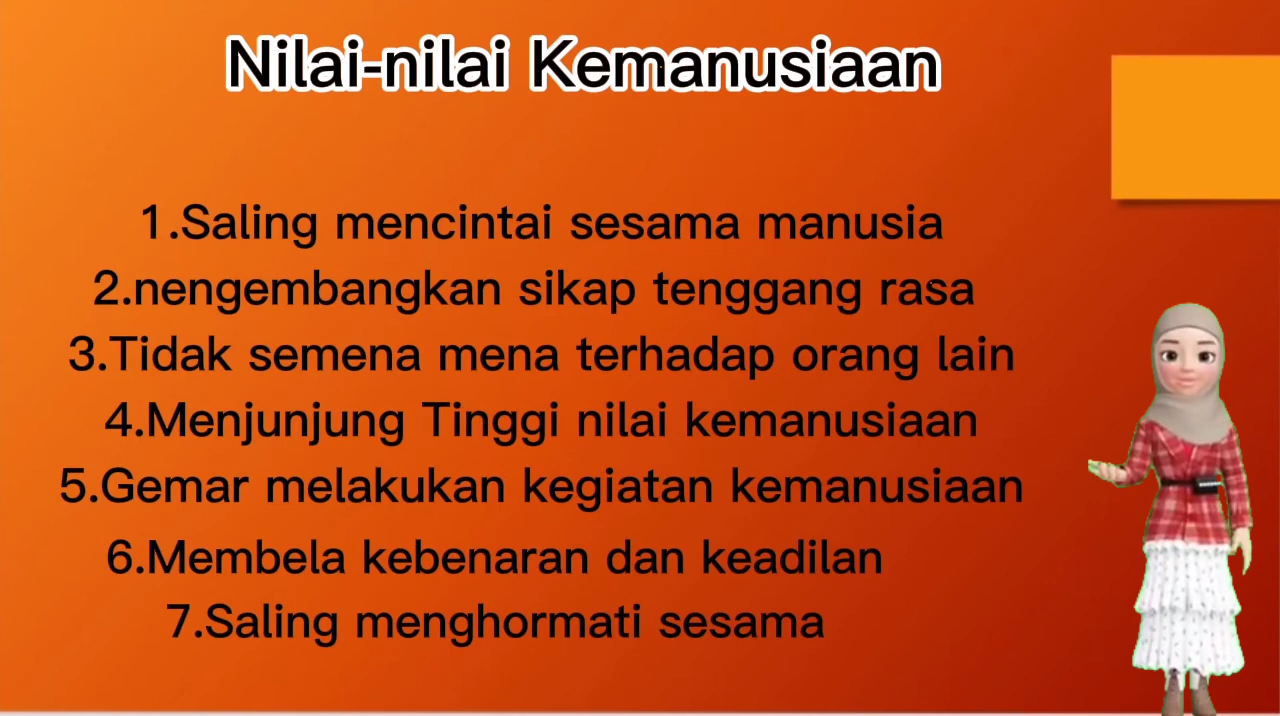 Nilai-nilai Kemanusiaan
1.Saling mencintai sesama manusia
2.nengembangkan sikap tenggang rasa
3.Tidak semena mena terhadap orang lain
4.Menjunjung Tinggi nilai kemanusiaan
5.Gemar melakukan kegiatan kemanusiaan
6.Membela kebenaran dan keadilan
7.Saling menghormati sesama